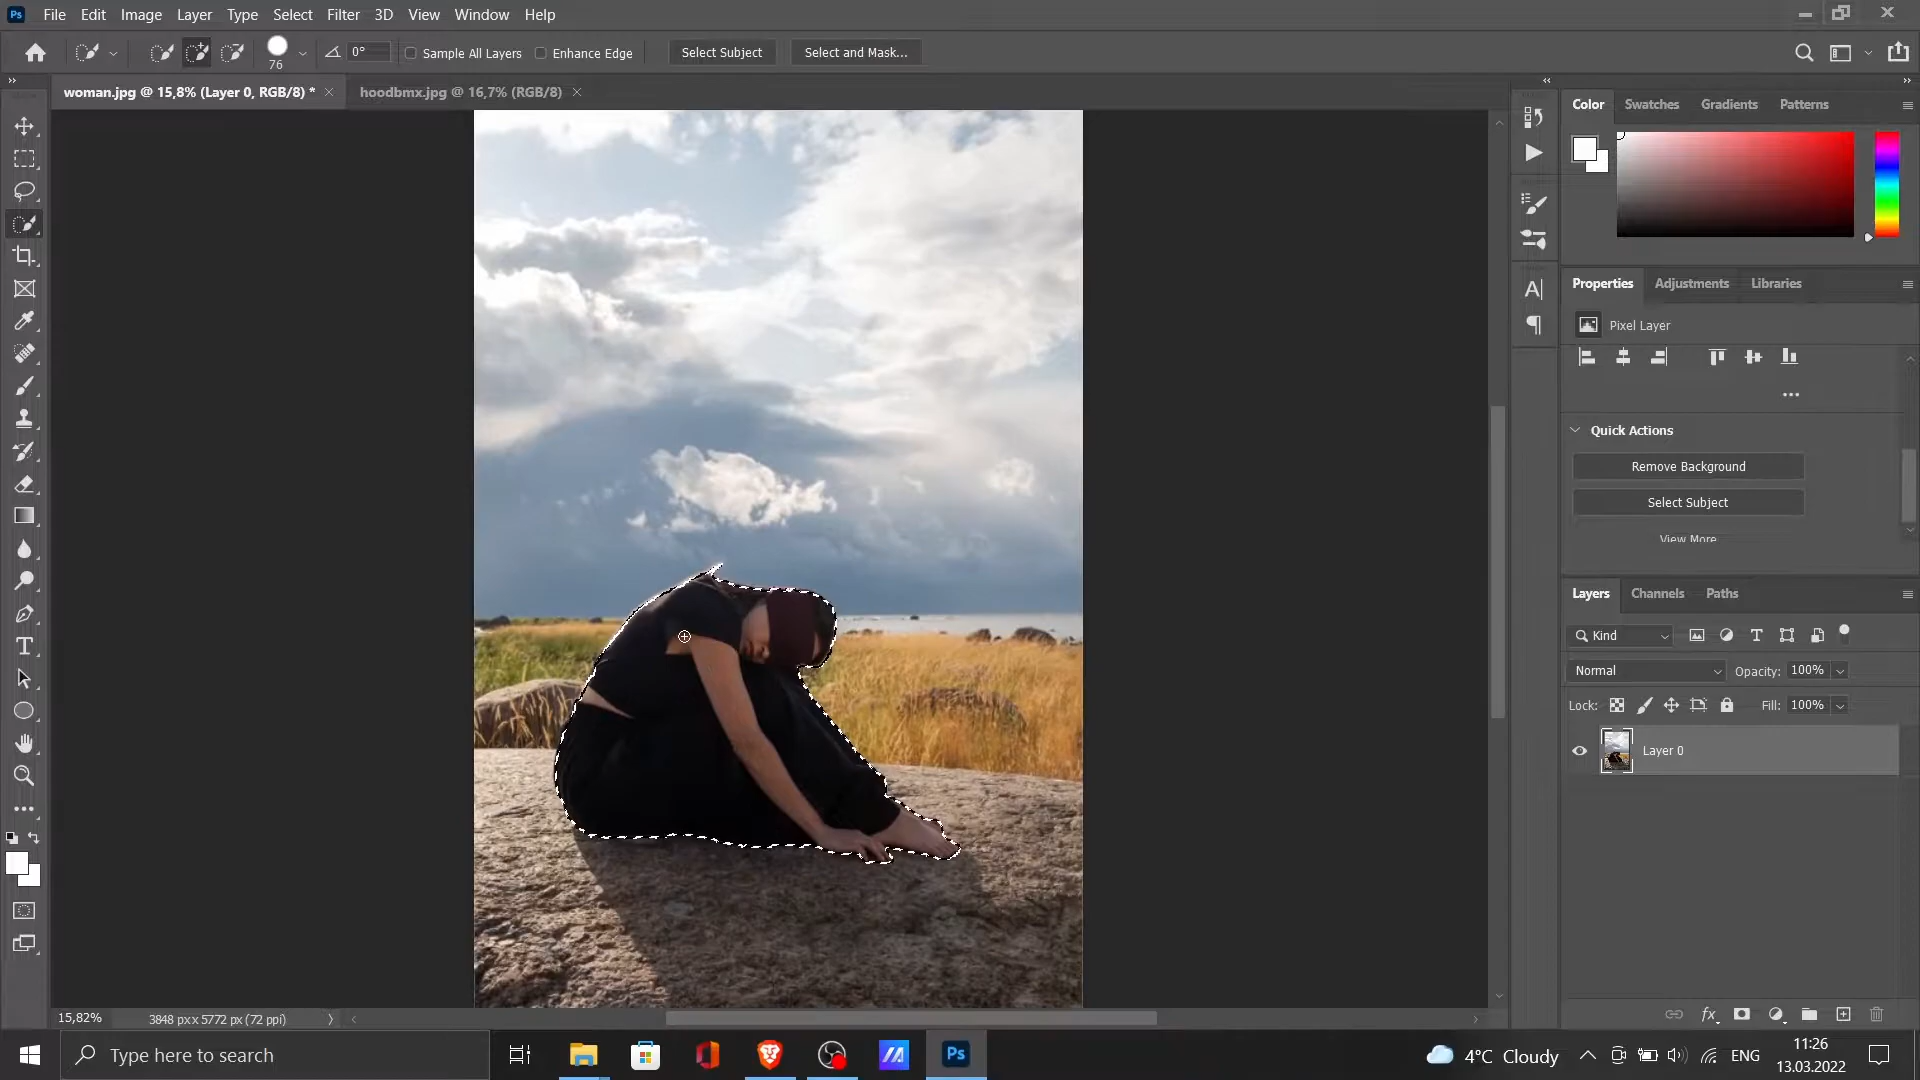 Ps File Edit Image Layer Type Select Filter 3D View Window Help
76 0° Sample All Layers Enhance Edge Select Subject Select and Mask...
woman.jpg @ 15,8% (Layer 0, RGB/8) * × hoodbmx.jpg @ 16,7% (RGB/8) ×
Color Swatches Gradients Patterns
Properties Adjustments Libraries
Pixel Layer
Quick Actions
Remove Background
Select Subject
View More
Layers Channels Paths
Kind
Normal Opacity: 100%
Lock: Fill: 100%
Layer 0
fx
15,82% 3848 px x 5772 px (72 ppi)
Type here to search
Ps
4°C Cloudy
ENG
11:26
13.03.2022